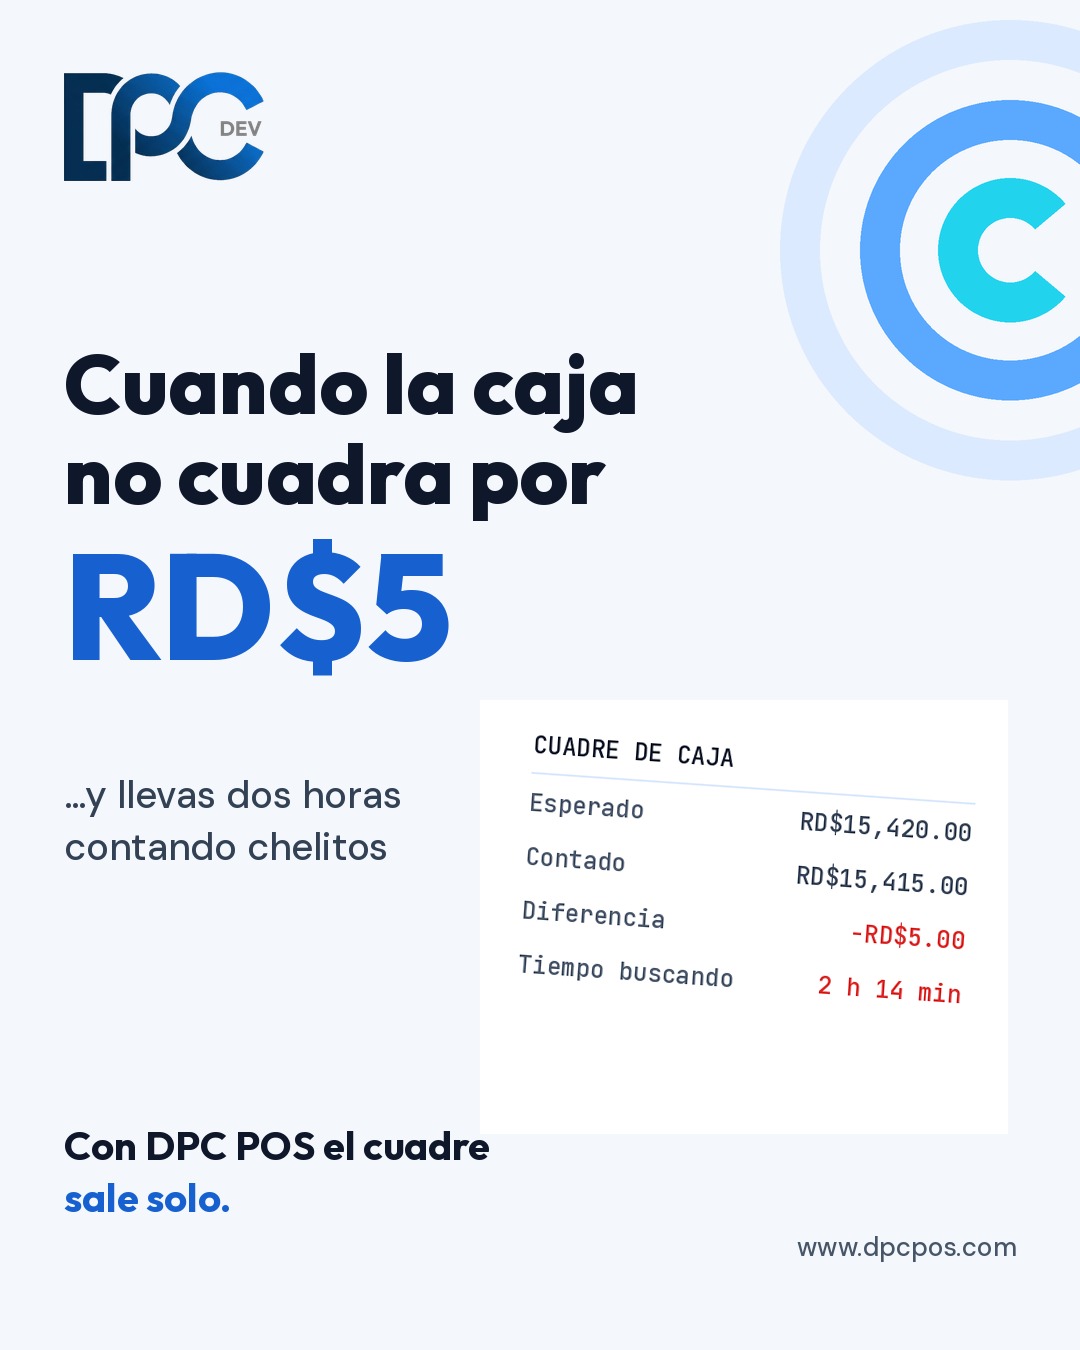 DPC
DEV
Cuando la caja
no cuadra por
RD$5
...y llevas dos horas
contando chelitos
CUADRE DE CAJA
Esperado RD$15,420.00
Contado RD$15,415.00
Diferencia -RD$5.00
Tiempo buscando 2 h 14 min
Con DPC POS el cuadre
sale solo.
www.dpcpos.com